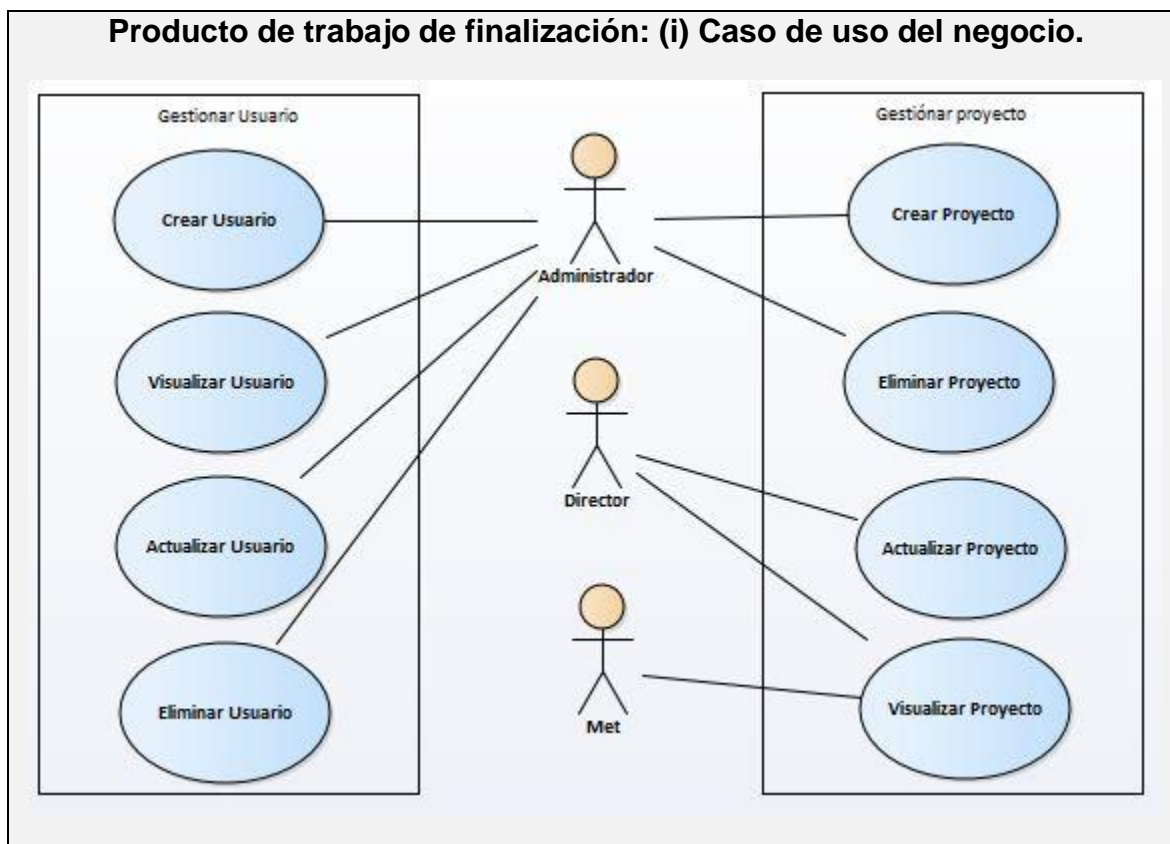 Producto de trabajo de finalización: (i) Caso de uso del negocio.
Gestionar Usuario
Crear Usuario
Visualizar Usuario
Actualizar Usuario
Eliminar Usuario
Administrador
Director
Met
Gestiónar proyecto
Crear Proyecto
Eliminar Proyecto
Actualizar Proyecto
Visualizar Proyecto